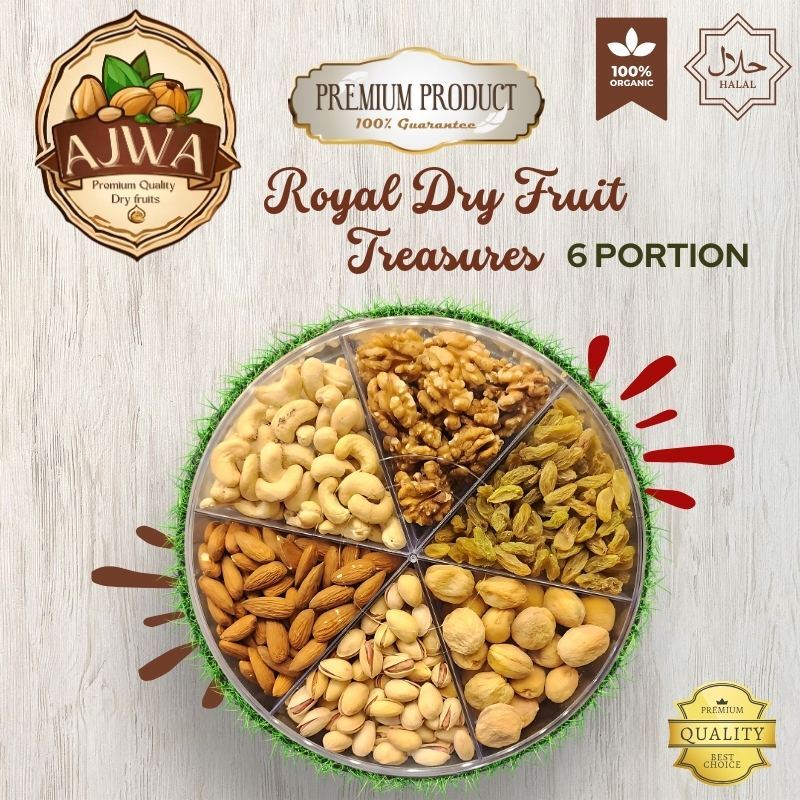 AJWA
Premium Quality
Dry fruits
PREMIUM PRODUCT
100% Guarantee
100%
ORGANIC
حلال
HALAL
Royal Dry Fruit
Treasures 6 PORTION
PREMIUM
QUALITY
BEST
CHOICE